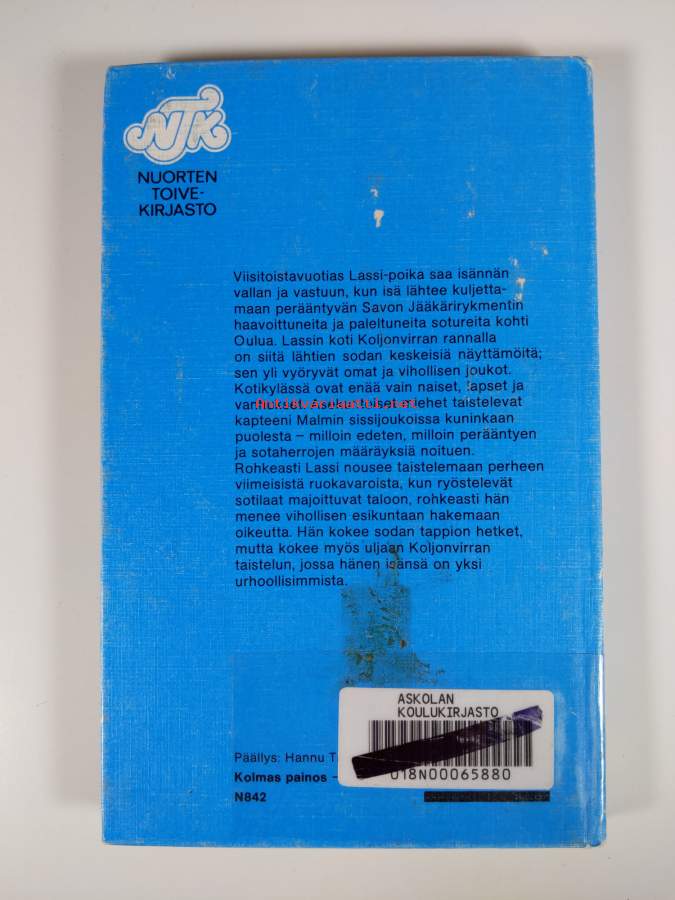 NTK
NUORTEN
TOIVE-
KIRJASTO
Viisitoistavuotias Lassi-poika saa isännän
vallan ja vastuun, kun isä lähtee kuljetta-
maan perääntyvän Savon Jääkärirykmentin
haavoittuneita ja paleltuneita sotureita kohti
Oulua. Lassin koti Koljonvirran rannalla
on siitä lähtien sodan keskeisiä näyttämöitä;
sen yli vyöryvät omat ja vihollisen joukot.
Kotikylässä ovat enää vain naiset, lapset ja
miehet taistelevat
kapteeni Malmin sissijoukoissa kuninkaan
puolesta – milloin edeten, milloin perääntyen
ja sotaherrojen määräyksiä noituen.
Rohkeasti Lassi nousee taistelemaan perheen
viimeisistä ruokavaroista, kun ryöstelevät
sotilaat majoittuvat taloon, rohkeasti hän
menee vihollisen esikuntaan hakemaan
oikeutta. Hän kokee sodan tappion hetket,
mutta kokee myös uljaan Koljonvirran
taistelun, jossa hänen isänsä on yksi
urhoollisimmista.
ASKOLAN
KOULUKIRJASTO
018N00065880
Päällys: Hannu
Kolmas painos –
N842